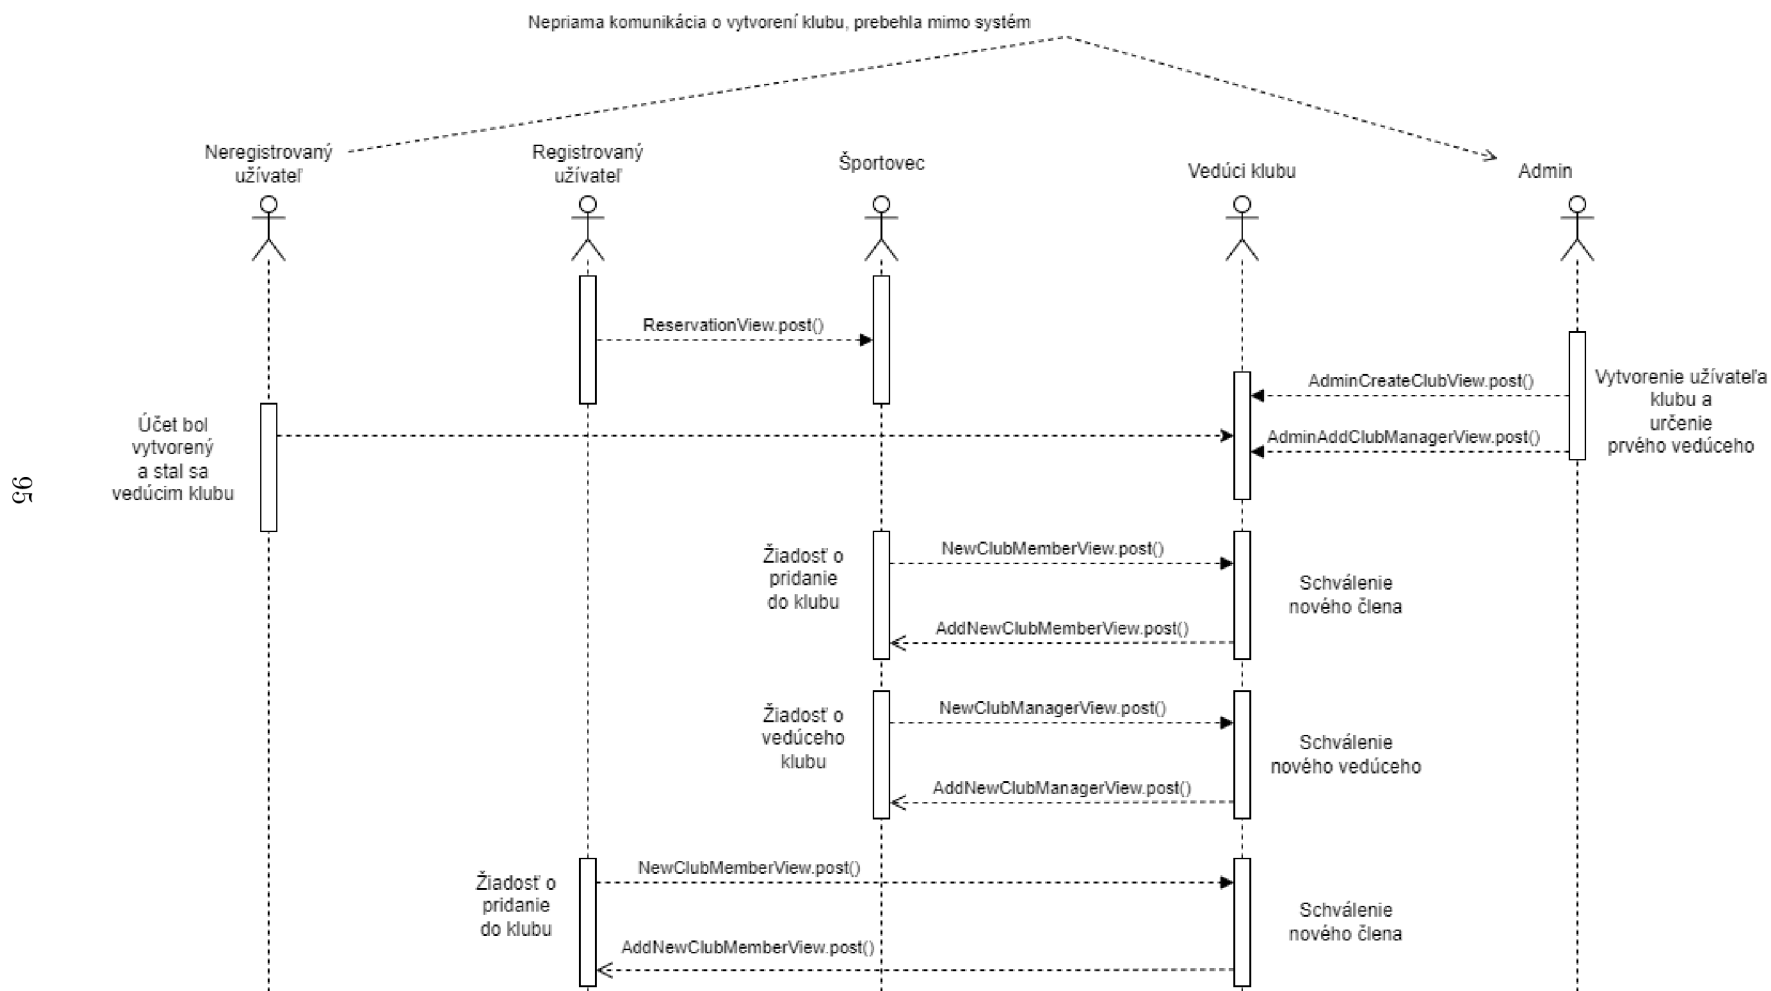 Nepriama komunikácia o vytvorení klubu, prebehla mimo systém
Neregistrovaný
užívateľ
Registrovaný
užívateľ
Športovec
Vedúci klubu
Admin
ReservationView.post()
AdminCreateClubView.post()
Vytvorenie užívateľa
klubu a
určenie
prvého vedúceho
Účet bol
vytvorený
a stal sa
vedúcim klubu
AdminAddClubManagerView.post()
95
Žiadosť o
pridanie
do klubu
NewClubMemberView.post()
Schválenie
nového člena
AddNewClubMemberView.post()
Žiadosť o
vedúceho
klubu
NewClubManagerView.post()
Schválenie
nového vedúceho
AddNewClubManagerView.post()
Žiadosť o
pridanie
do klubu
NewClubMemberView.post()
Schválenie
nového člena
AddNewClubMemberView.post()